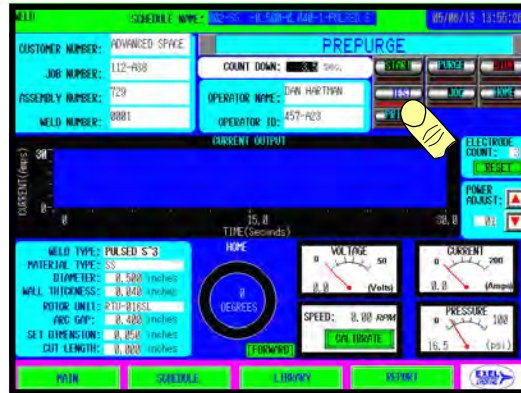 WELD
SCHEDULE NAME:
05/08/13 13:55:28
CUSTOMER NUMBER: ADVANCED SPACE
JOB NUMBER: 112-A38
ASSEMBLY NUMBER: 729
WELD NUMBER: 0001
PREPURGE
COUNT DOWN: sec.
OPERATOR NAME: DAN HARTMAN
OPERATOR ID: 457-A23
START PURGE
TEST JOG HOME
CURRENT OUTPUT
CURRENT(Amps)
30
0
0 15.0 30.0
TIME(Seconds)
ELECTRODE
COUNT: 3
RESET
POWER
ADJUST:
WELD TYPE: PULSED S^3
MATERIAL TYPE: SS
DIAMETER: 0.500 inches
WALL THICKNESS: 0.040 inches
ROTOR UNIT: RTU-016SL
ARC GAP: 0.400 inches
SET DIMENSION: 0.850 inches
CUT LENGTH: 0.000 inches
HOME
0
DEGREES
[FORWARD]
VOLTAGE
0 50
0.0 (Volts)
CURRENT
0 200
0.0 (Amps)
SPEED: 0.00 RPM
CALIBRATE
PRESSURE
0 100
16.5 (psi)
MAIN SCHEDULE LIBRARY REPORT